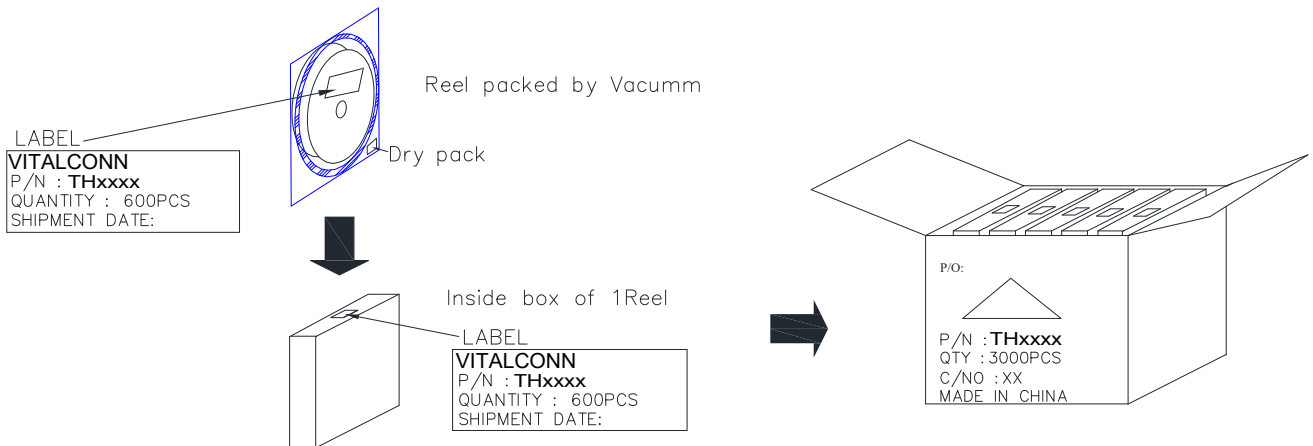 Reel packed by Vacumm
LABEL
Dry pack
VITALCONN
P/N : THxxxx
QUANTITY : 600PCS
SHIPMENT DATE:
Inside box of 1Reel
LABEL
VITALCONN
P/N : THxxxx
QUANTITY : 600PCS
SHIPMENT DATE:
P/O:
P/N : THxxxx
QTY : 3000PCS
C/NO : XX
MADE IN CHINA